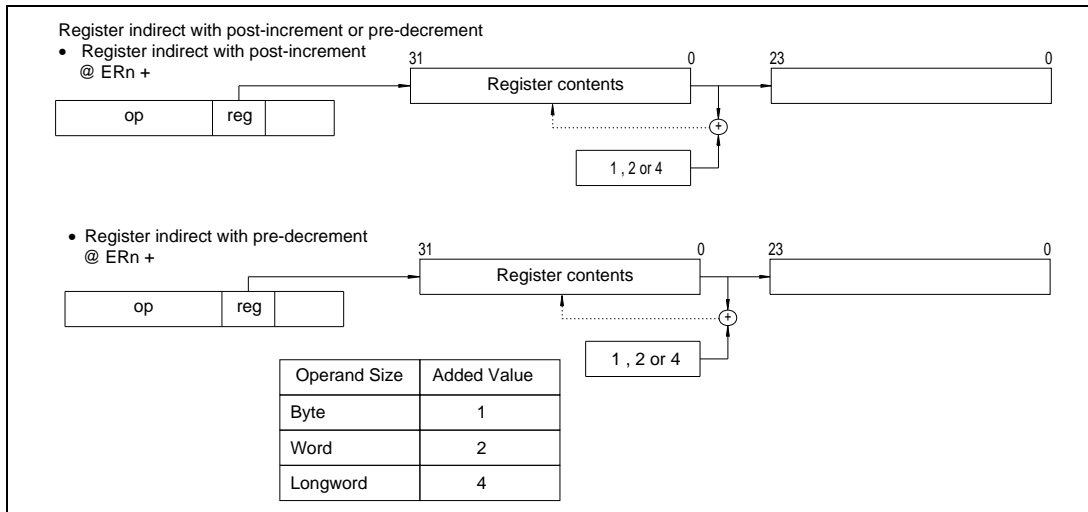 Register indirect with post-increment or pre-decrement
• Register indirect with post-increment
@ ERn +
31 0 23 0
Register contents
op reg
+
1 , 2 or 4
• Register indirect with pre-decrement
@ ERn +
31 0 23 0
Register contents
op reg
+
1 , 2 or 4
Operand Size Added Value
Byte 1
Word 2
Longword 4